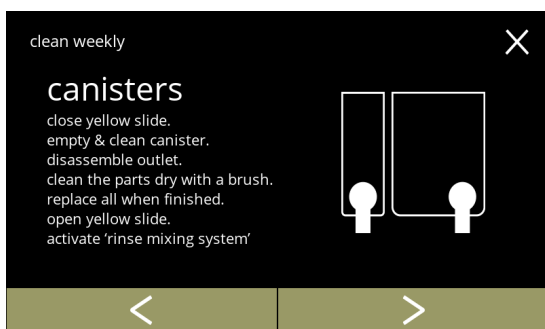 clean weekly
canisters
close yellow slide.
empty & clean canister.
disassemble outlet.
clean the parts dry with a brush.
replace all when finished.
open yellow slide.
activate ‘rinse mixing system’